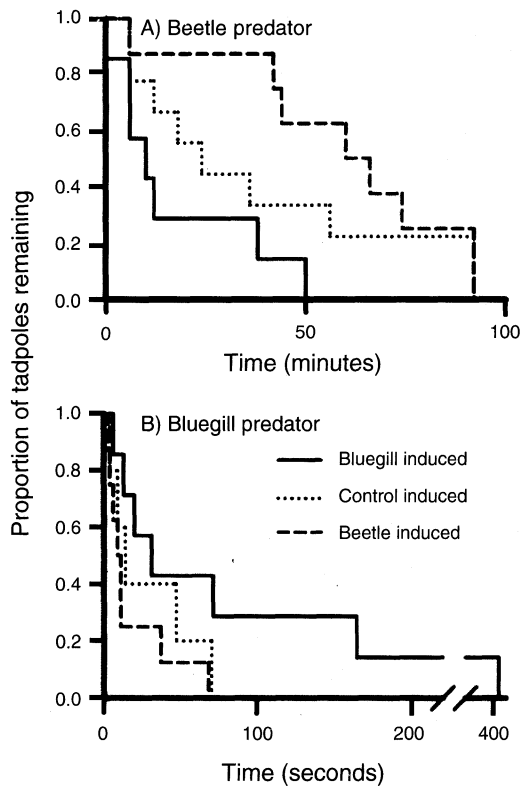 Proportion of tadpoles remaining
A) Beetle predator
1.0
0.8
0.6
0.4
0.2
0.0
0
50
100
Time (minutes)
B) Bluegill predator
Bluegill induced
Control induced
Beetle induced
1.0
0.8
0.6
0.4
0.2
0.0
0
100
200
400
Time (seconds)